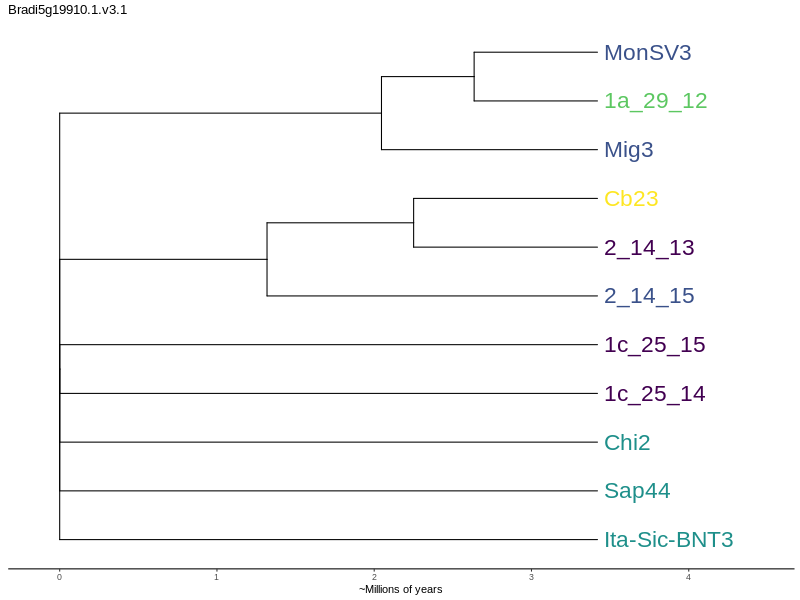 Bradi5g19910.1.v3.1
MonSV3
1a_29_12
Mig3
Cb23
2_14_13
2_14_15
1c_25_15
1c_25_14
Chi2
Sap44
Ita-Sic-BNT3
0 1 2 3 4
~Millions of years